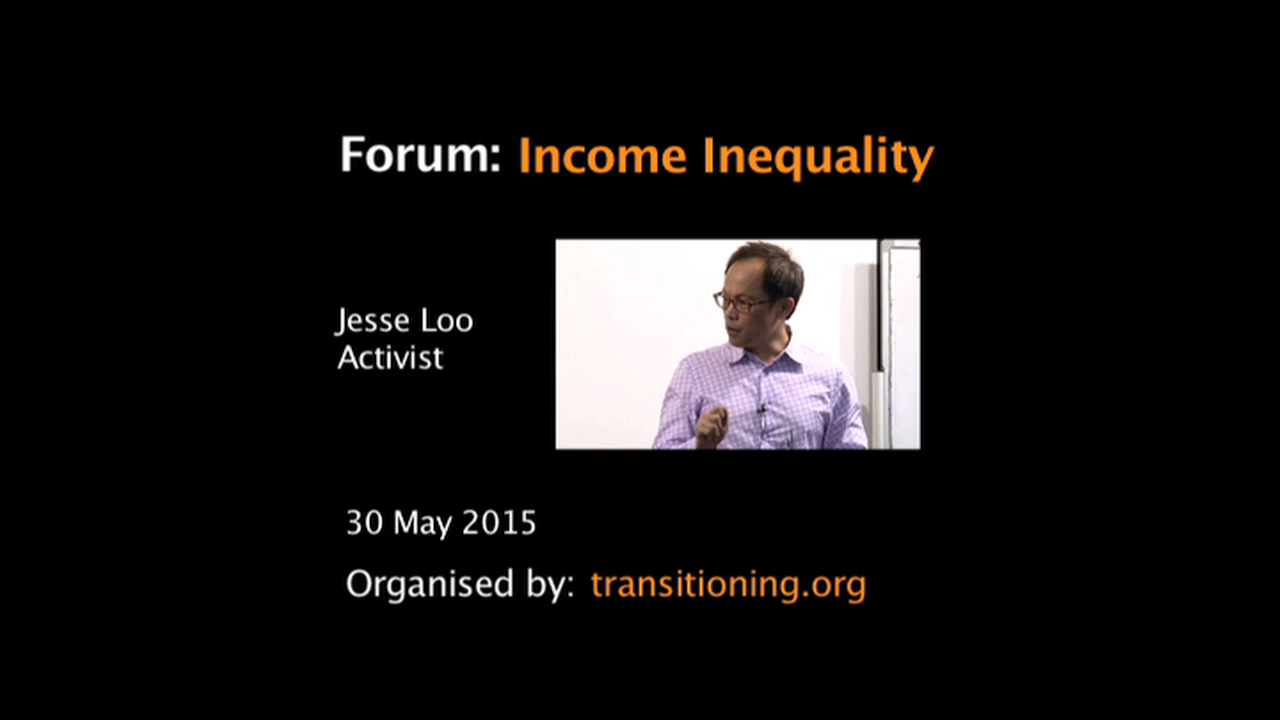 Forum: Income Inequality
Jesse Loo
Activist
30 May 2015
Organised by: transitioning.org